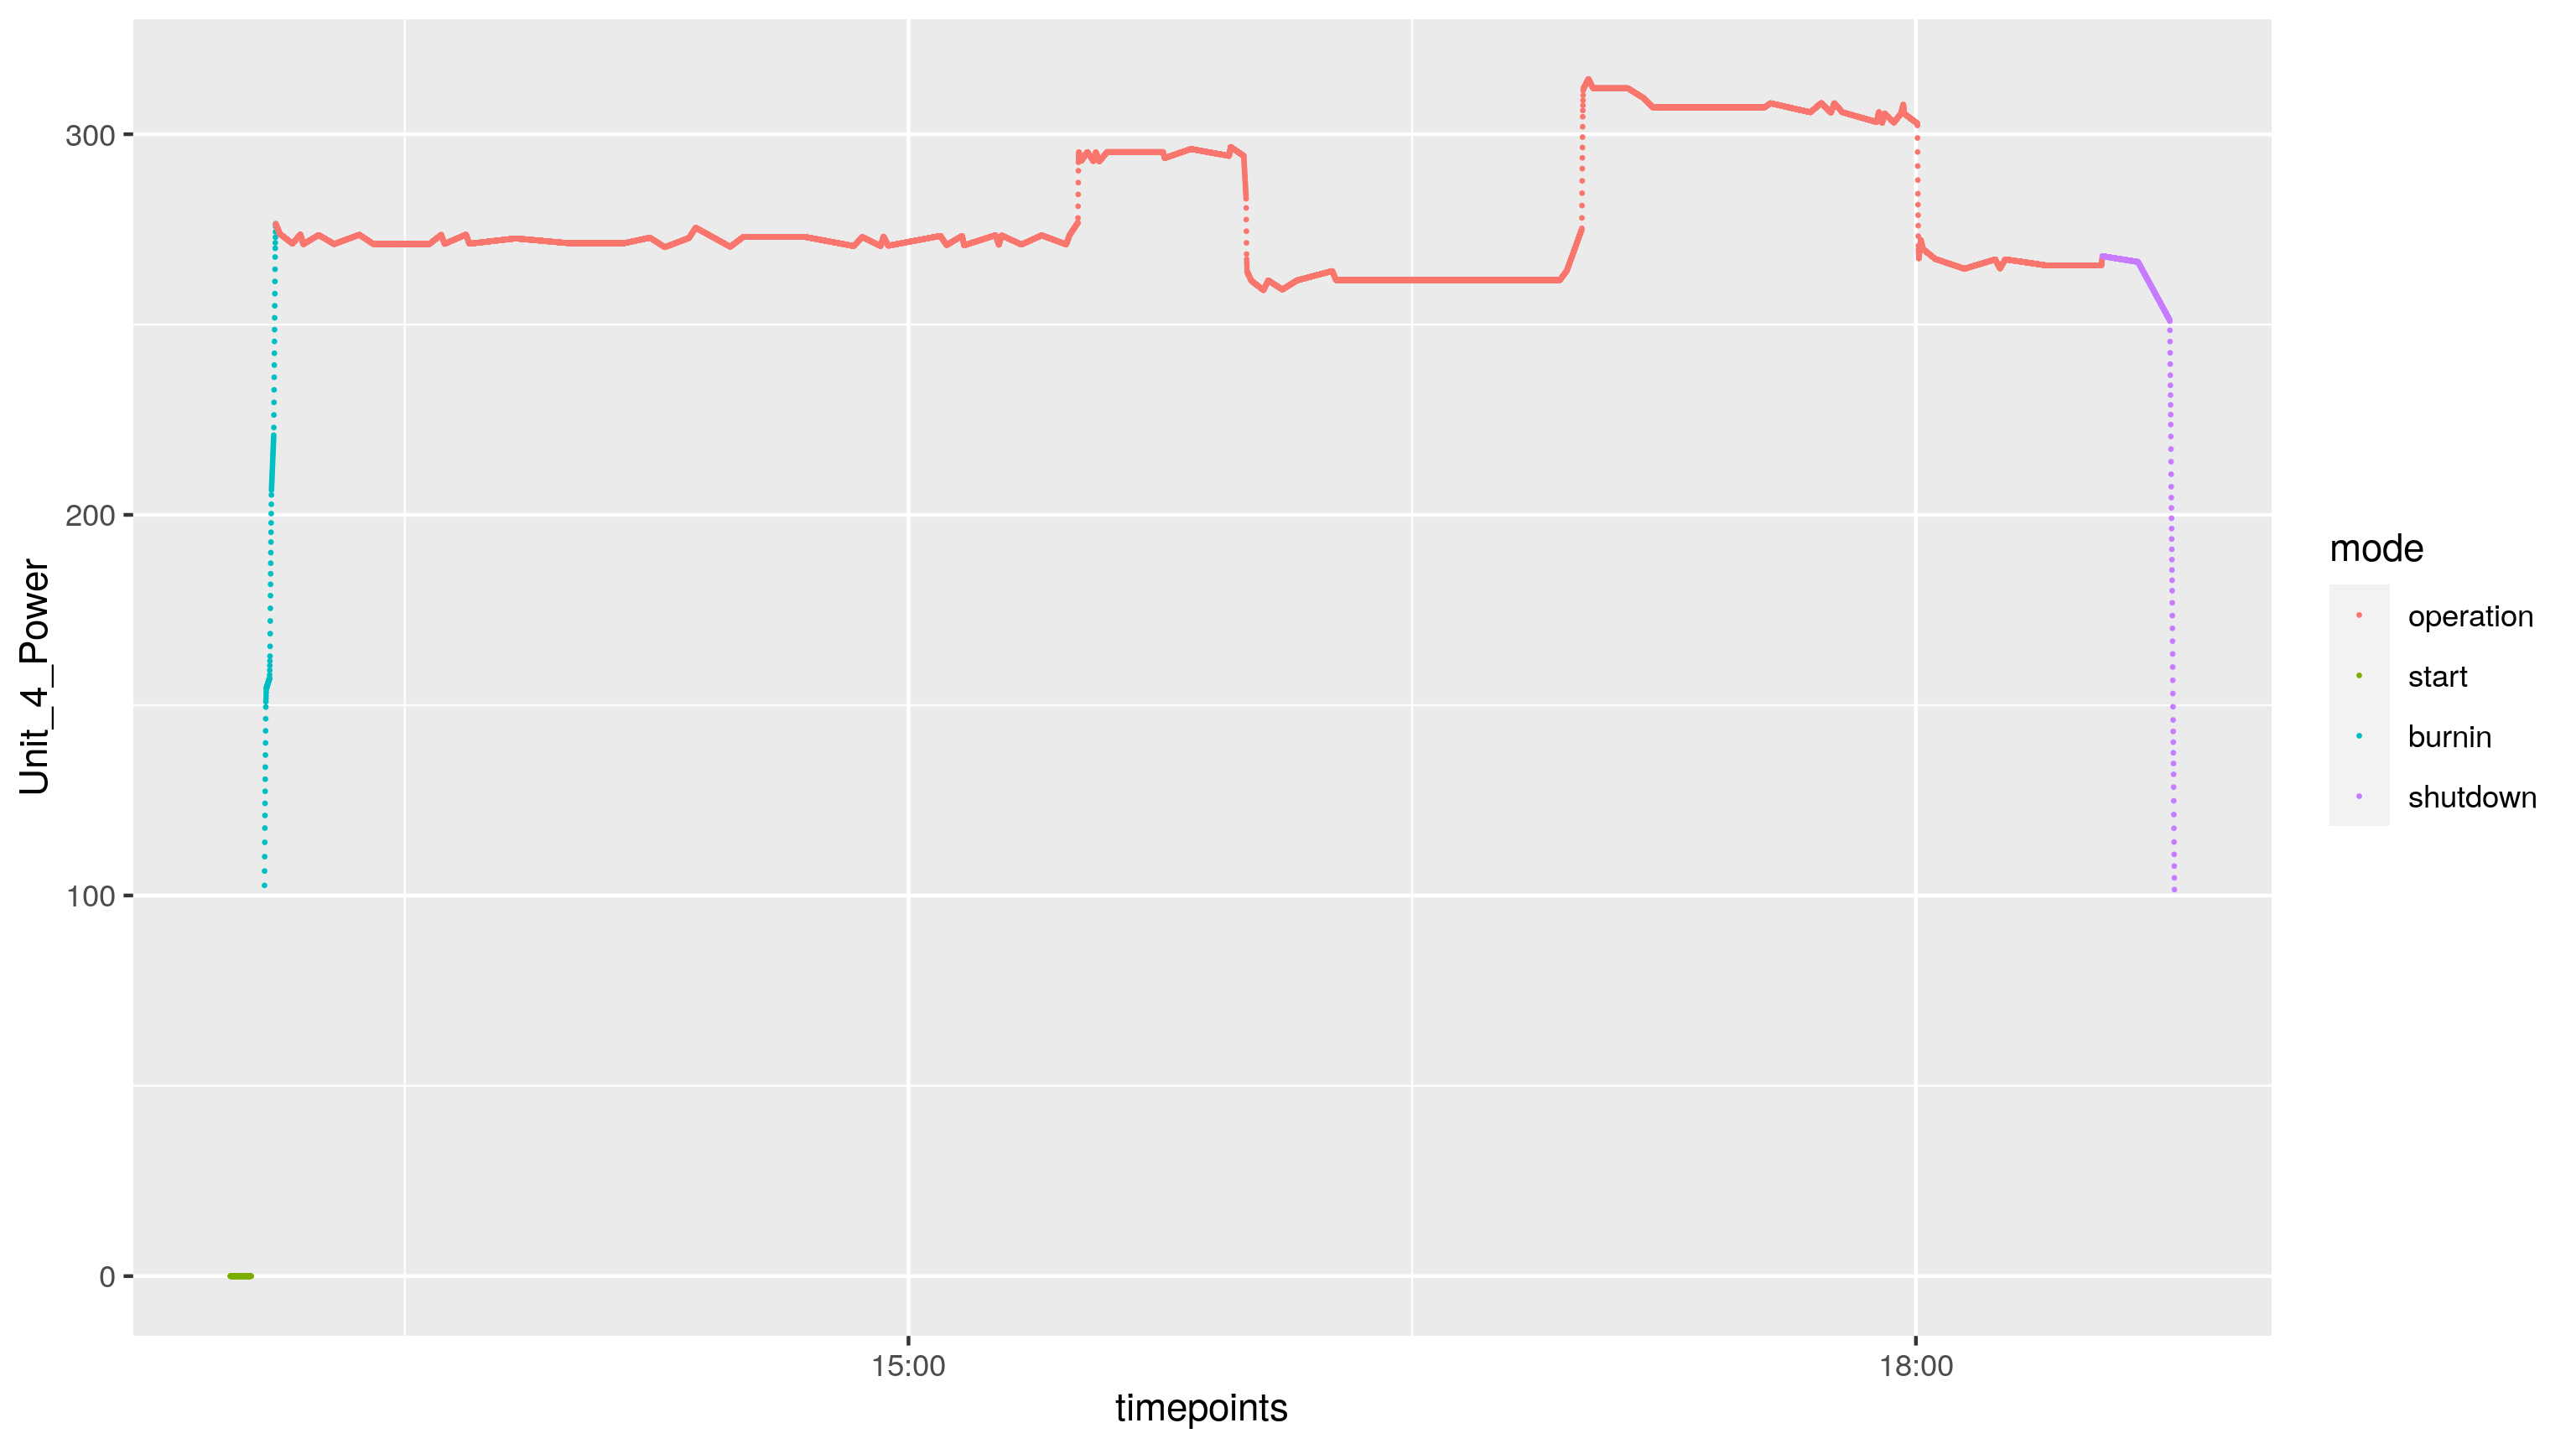 300
200
100
0
Unit_4_Power
15:00
18:00
timepoints
mode
operation
start
burnin
shutdown